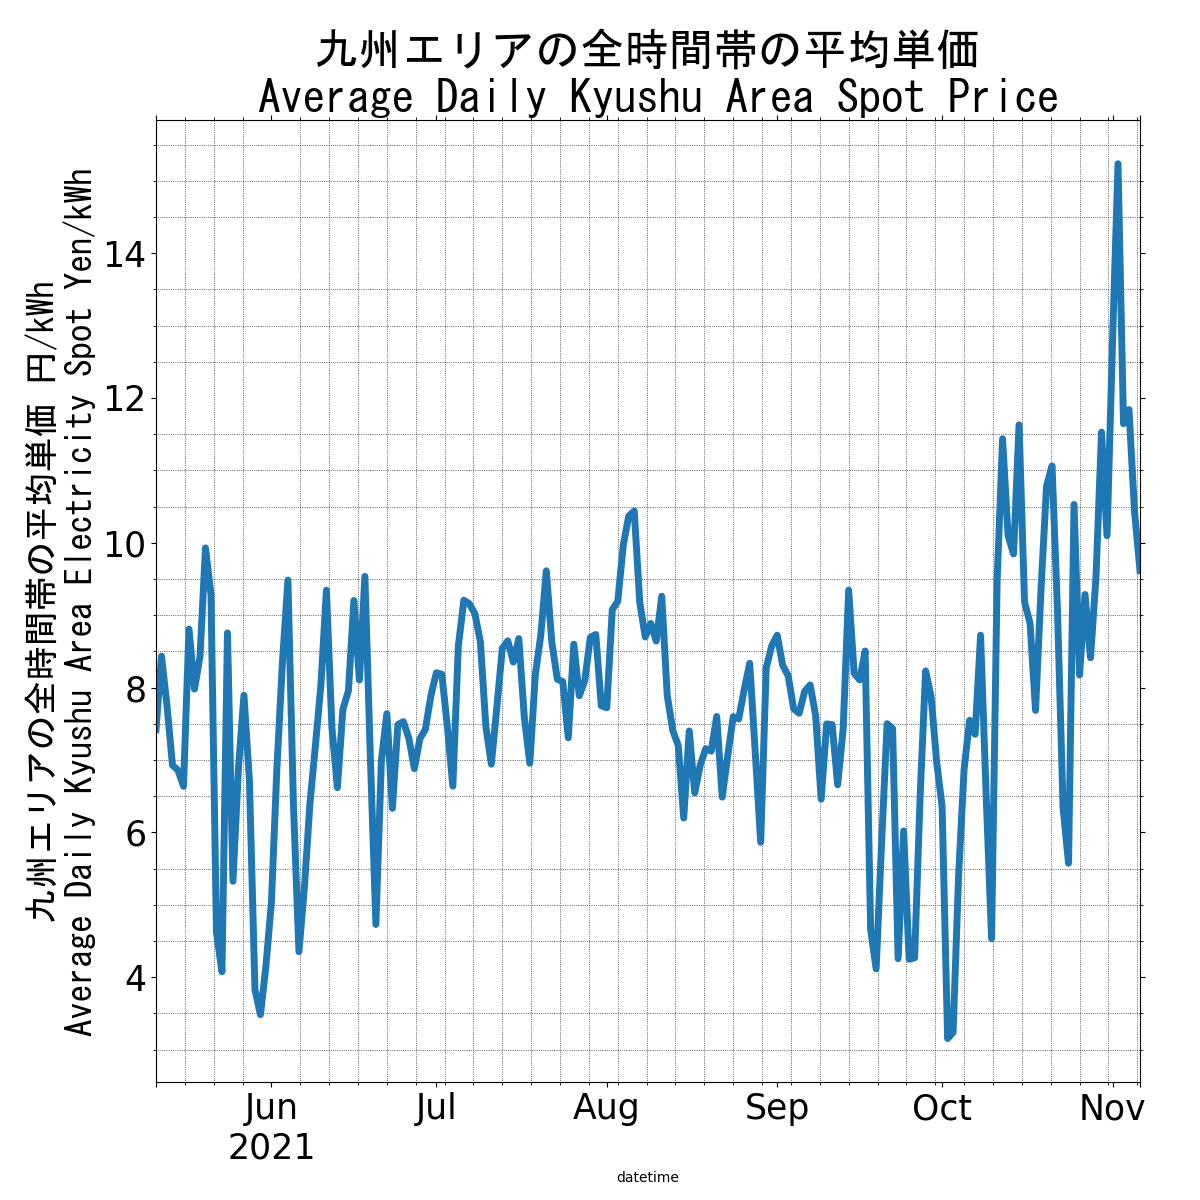 九州エリアの全時間帯の平均単価
Average Daily Kyushu Area Spot Price
九州エリアの全時間帯の平均単価 円/kWh
Average Daily Kyushu Area Electricity Spot Yen/kWh
14
12
10
8
6
4
Jun
2021
Jul
Aug
Sep
Oct
Nov
datetime